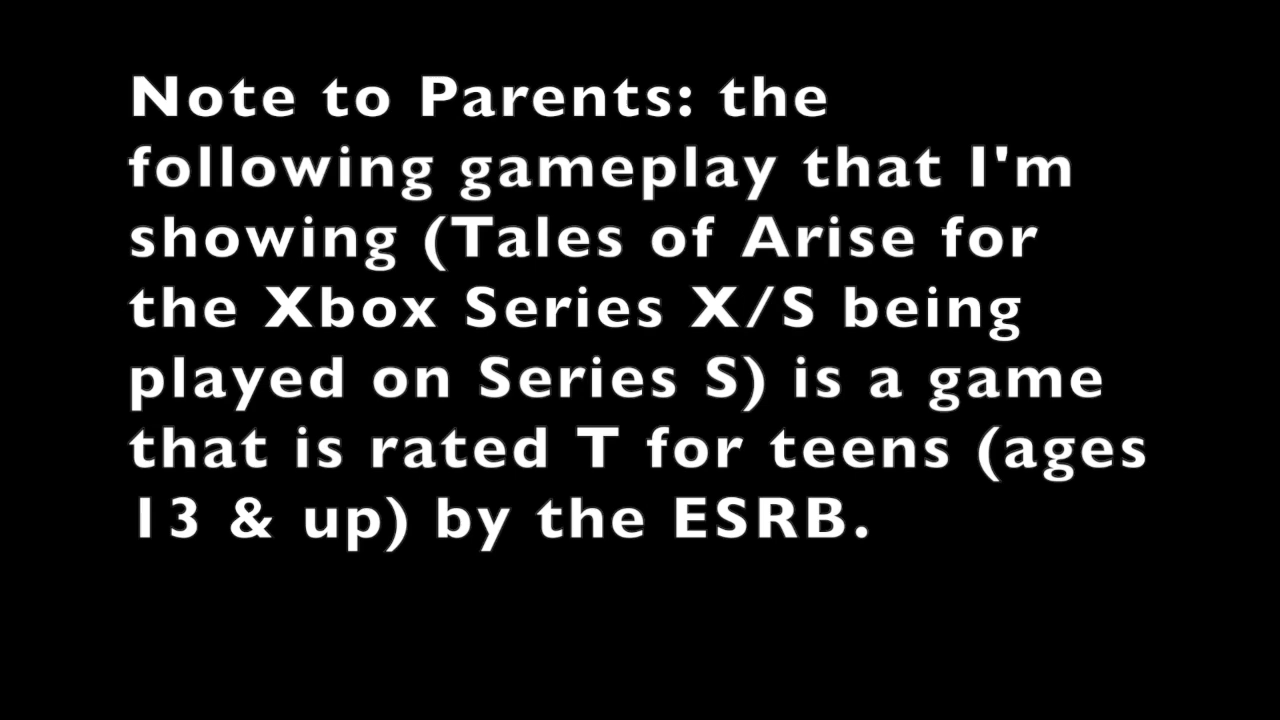 Note to Parents: the
following gameplay that I'm
showing (Tales of Arise for
the Xbox Series X/S being
played on Series S) is a game
that is rated T for teens (ages
13 & up) by the ESRB.